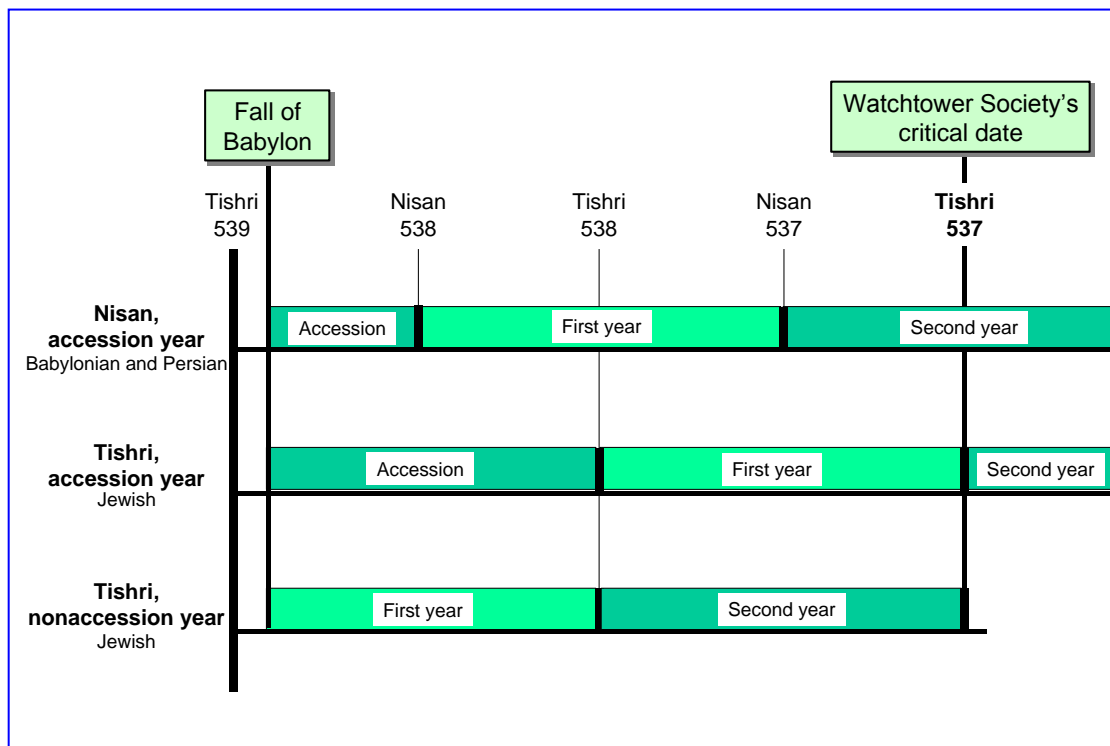 Fall of
Babylon
Watchtower Society's
critical date
Tishri
539
Nisan
538
Tishri
538
Nisan
537
Tishri
537
Nisan,
accession year
Babylonian and Persian
Accession
First year
Second year
Tishri,
accession year
Jewish
Accession
First year
Second year
Tishri,
nonaccession year
Jewish
First year
Second year